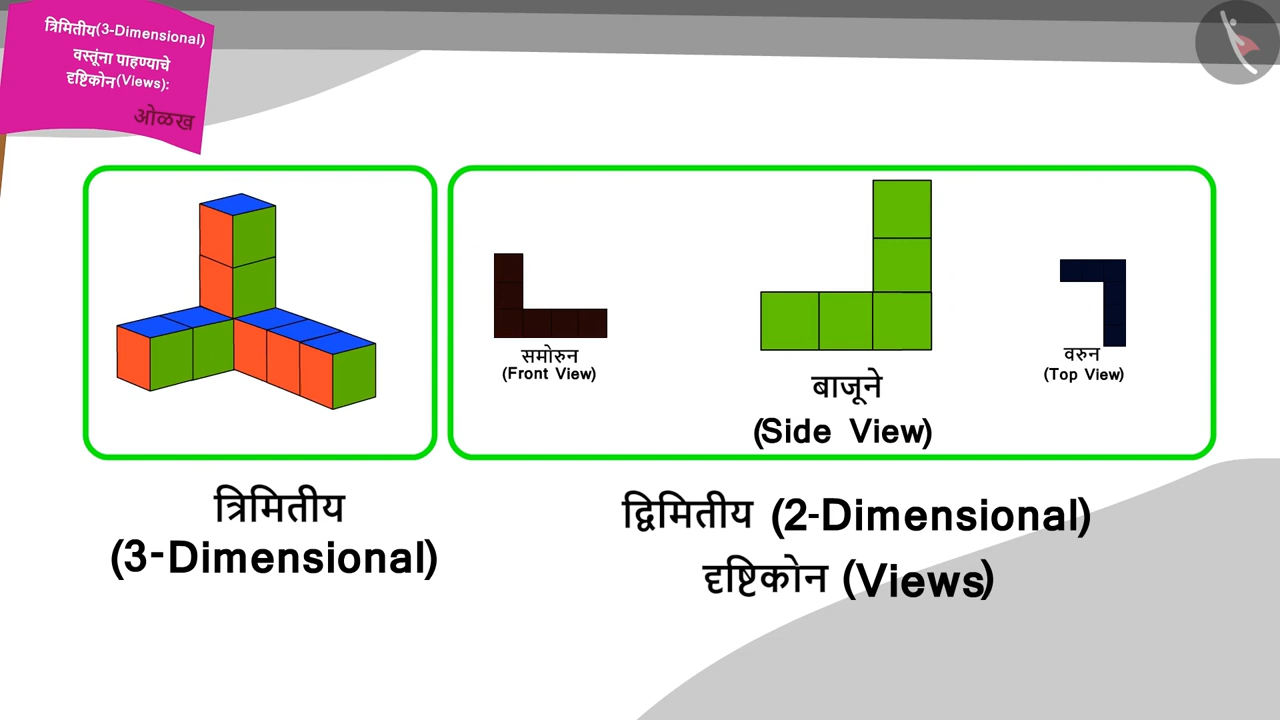 त्रिमितीय(3-Dimensional)
वस्तूंना पाहण्याचे
दृष्टिकोन(Views):
ओळख
समोरुन
(Front View)
बाजूने
(Side View)
वरुन
(Top View)
त्रिमितीय
(3-Dimensional)
द्विमितीय (2-Dimensional)
दृष्टिकोन (Views)